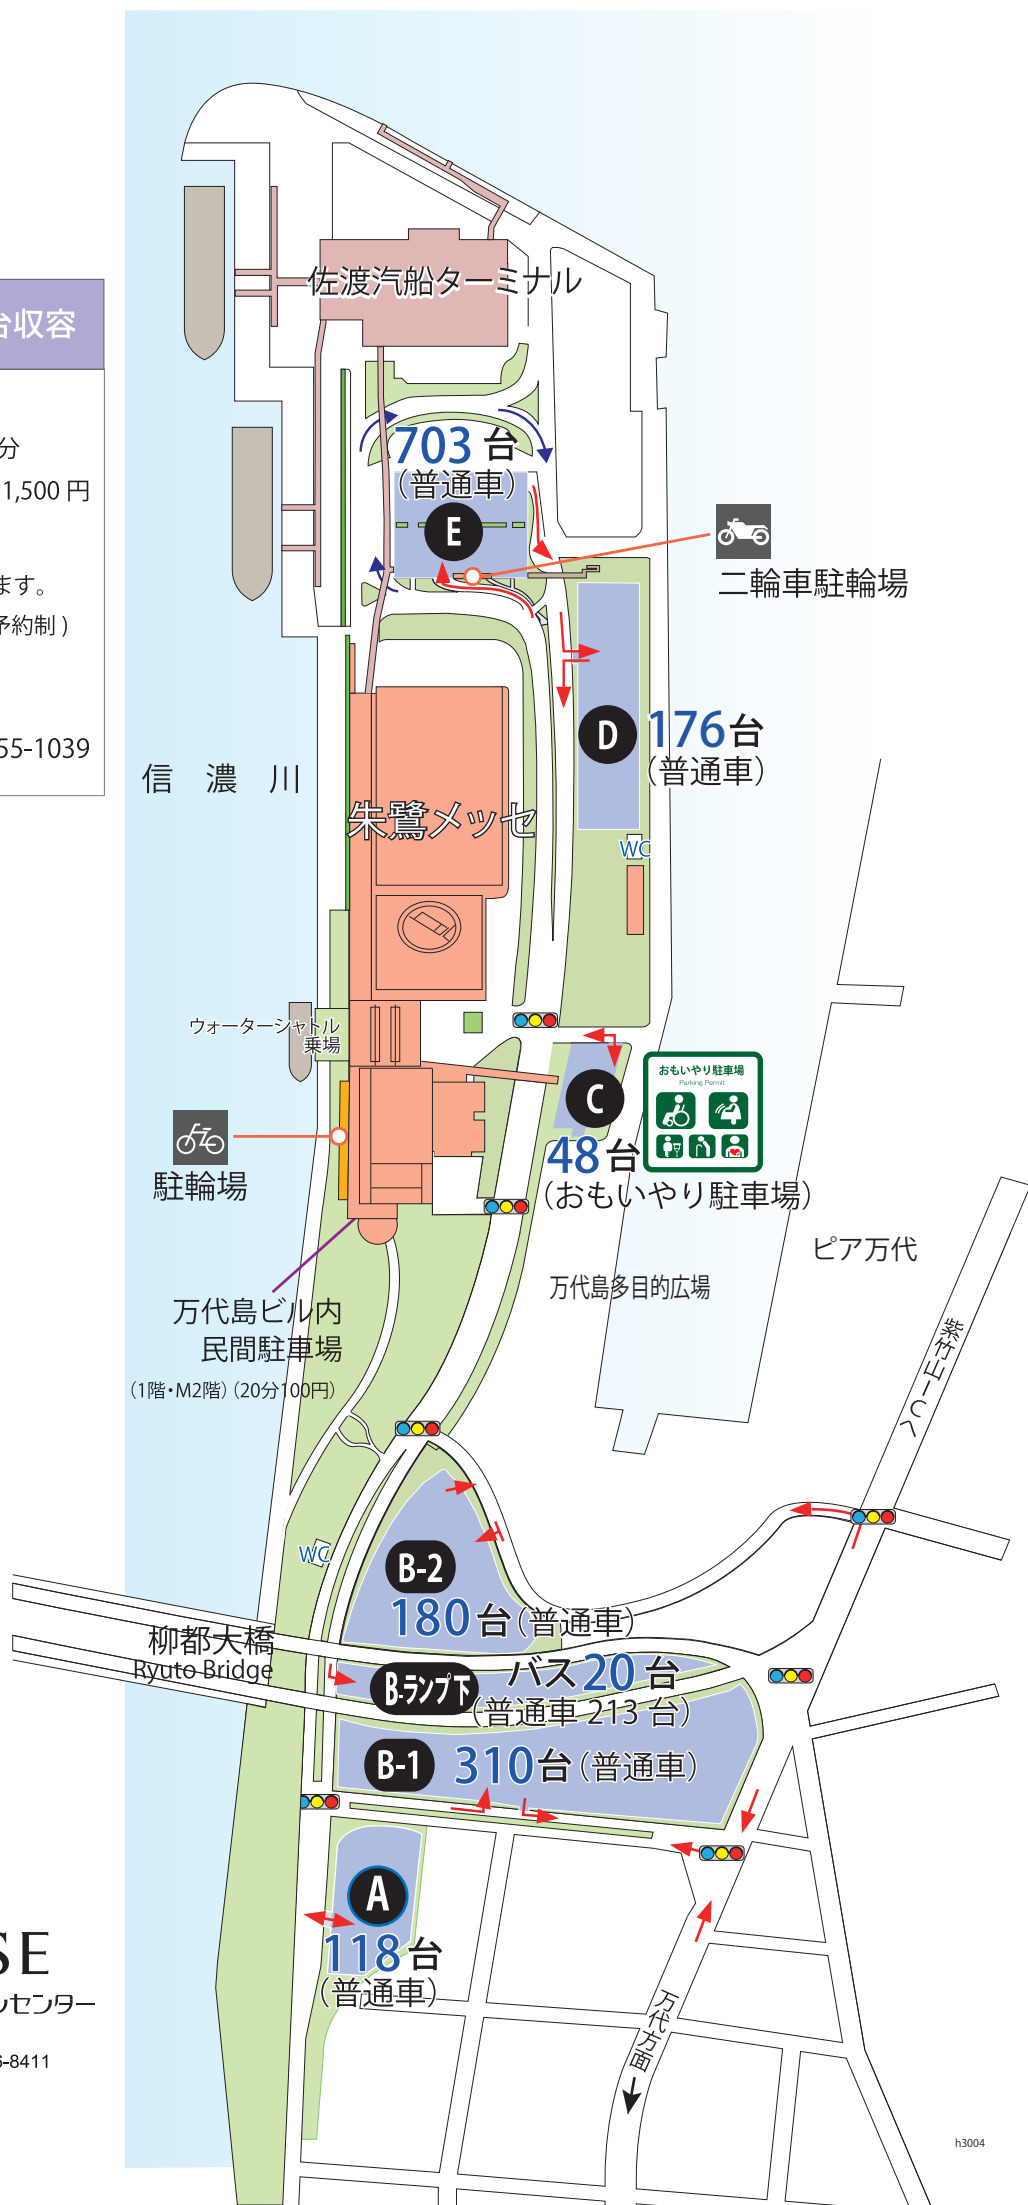 佐渡汽船ターミナル
台収容
分
1,500 円
ます。
予約制 )
55-1039
703 台
(普通車)
E
二輪車駐輪場
D
176台
(普通車)
信 濃 川
朱鷺メッセ
WC
ウォーターシャトル
乗場
おもいやり駐車場
Parking Permit
C
48台
(おもいやり駐車場)
駐輪場
ピア万代
万代島多目的広場
万代島ビル内
民間駐車場
(1階・M2階) (20分100円)
紫竹山ICへ
WC
B-2
180台(普通車)
柳都大橋
Ryuto Bridge
B-ランプ下
バス20台
(普通車 213 台)
B-1
310台(普通車)
A
118台
(普通車)
SE
ンセンター
6-8411
万代方面
h3004